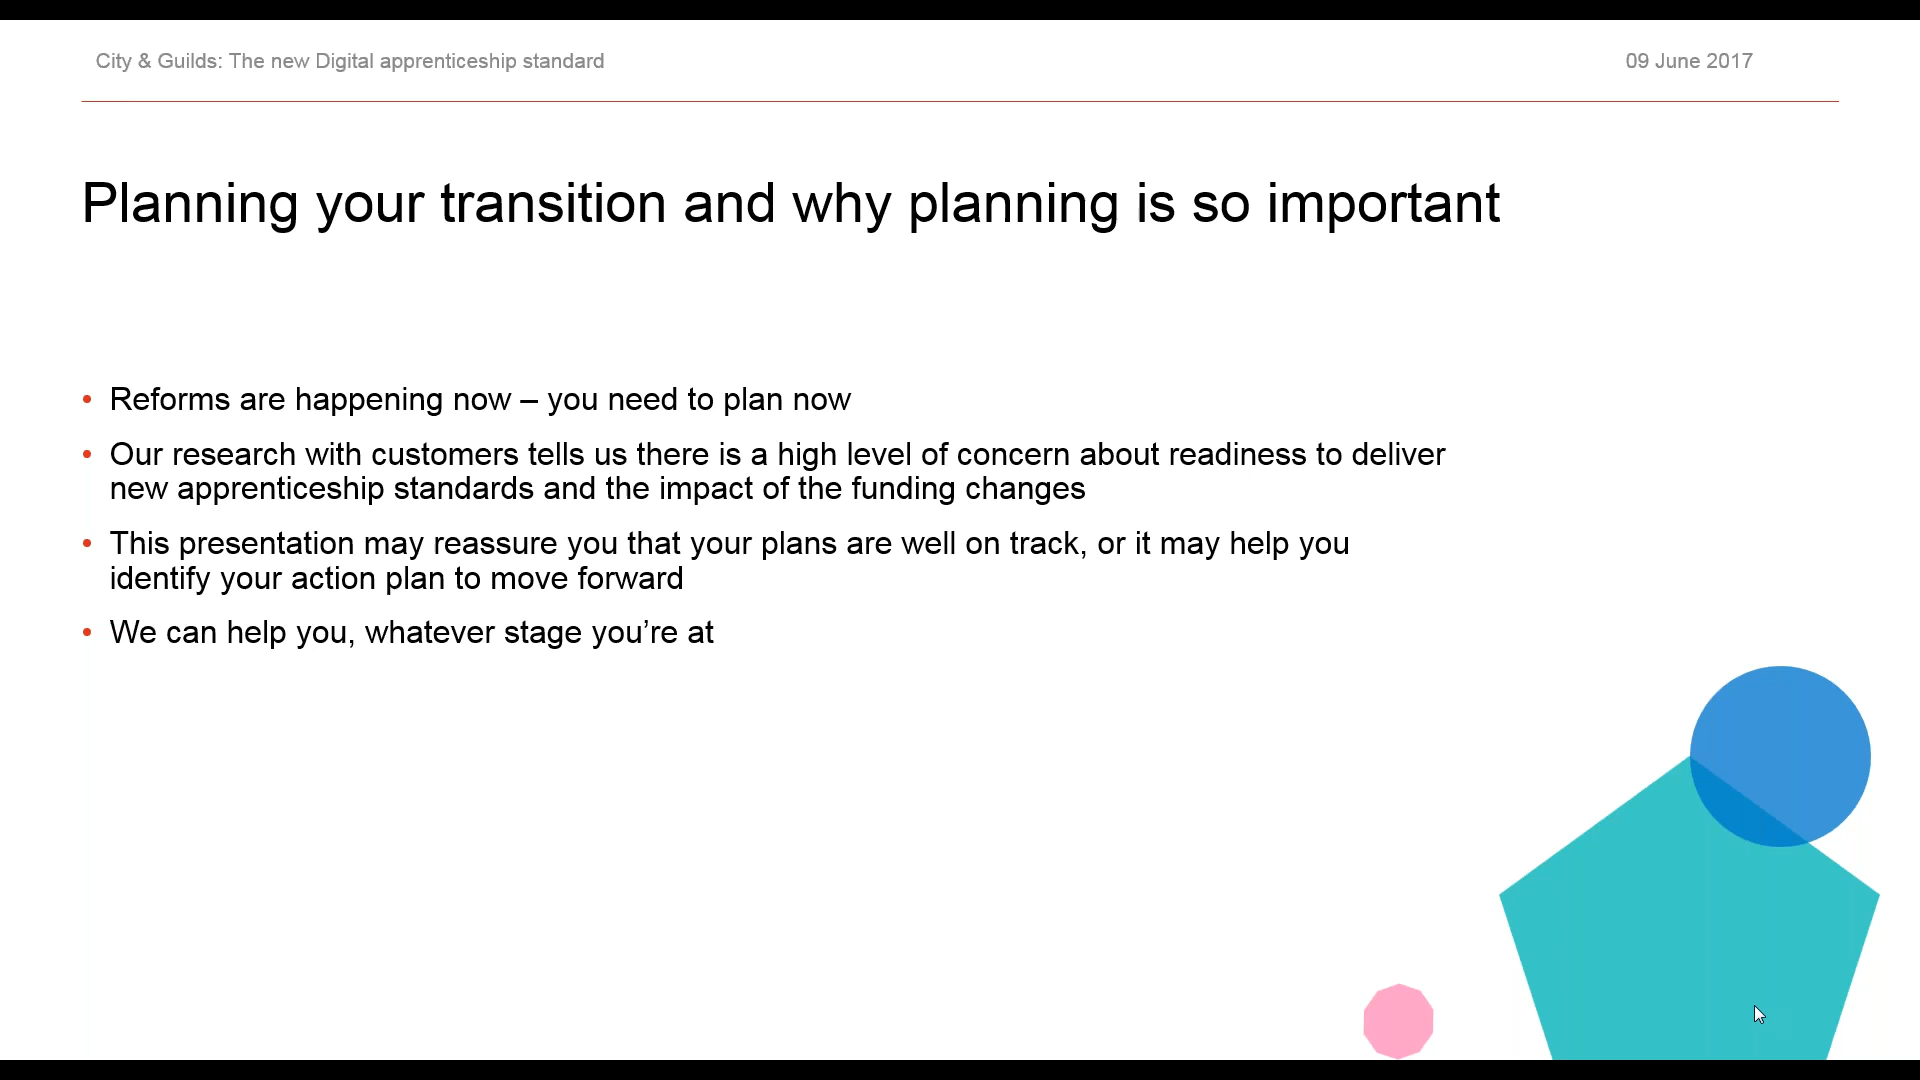 City & Guilds: The new Digital apprenticeship standard
09 June 2017
Planning your transition and why planning is so important
• Reforms are happening now – you need to plan now
• Our research with customers tells us there is a high level of concern about readiness to deliver
new apprenticeship standards and the impact of the funding changes
• This presentation may reassure you that your plans are well on track, or it may help you
identify your action plan to move forward
• We can help you, whatever stage you’re at